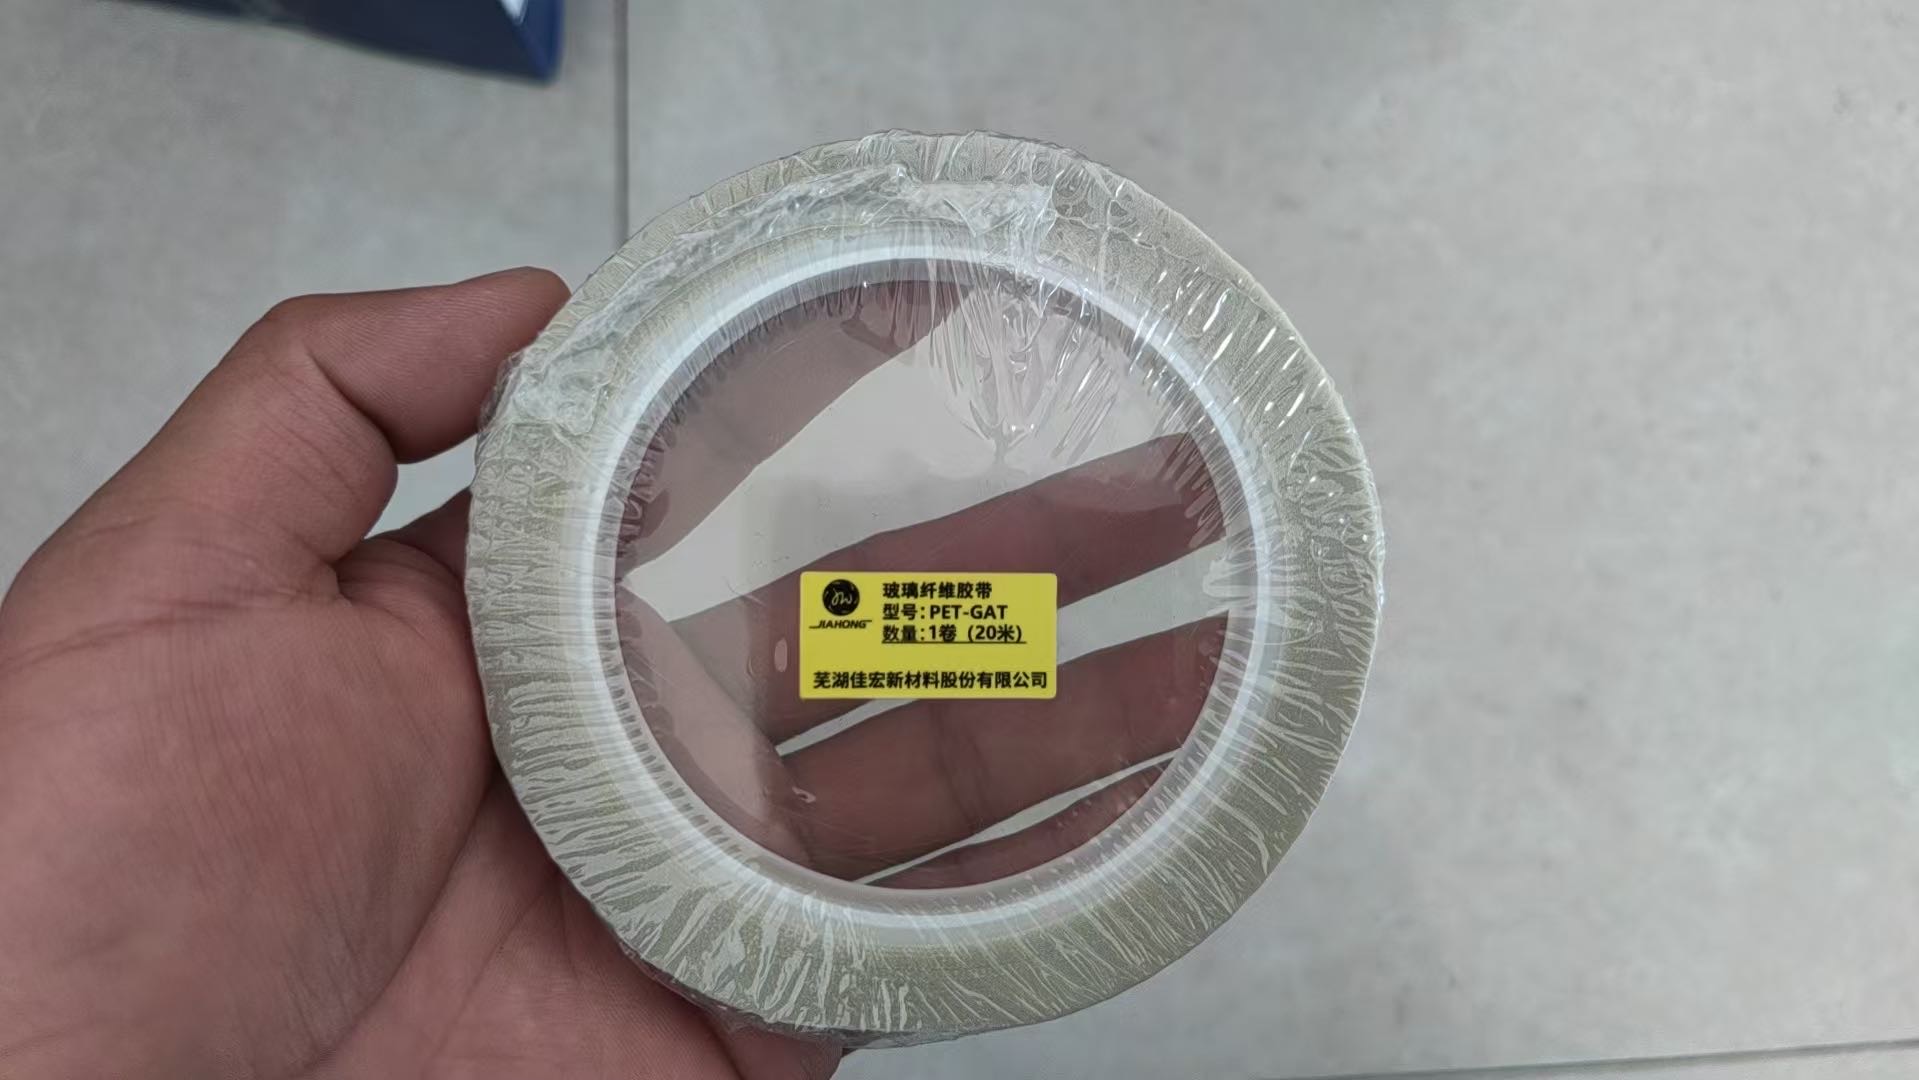 玻璃纤维胶带
JIAHONG
型号：PET-GAT
数量：1卷（20米）
芜湖佳宏新材料股份有限公司